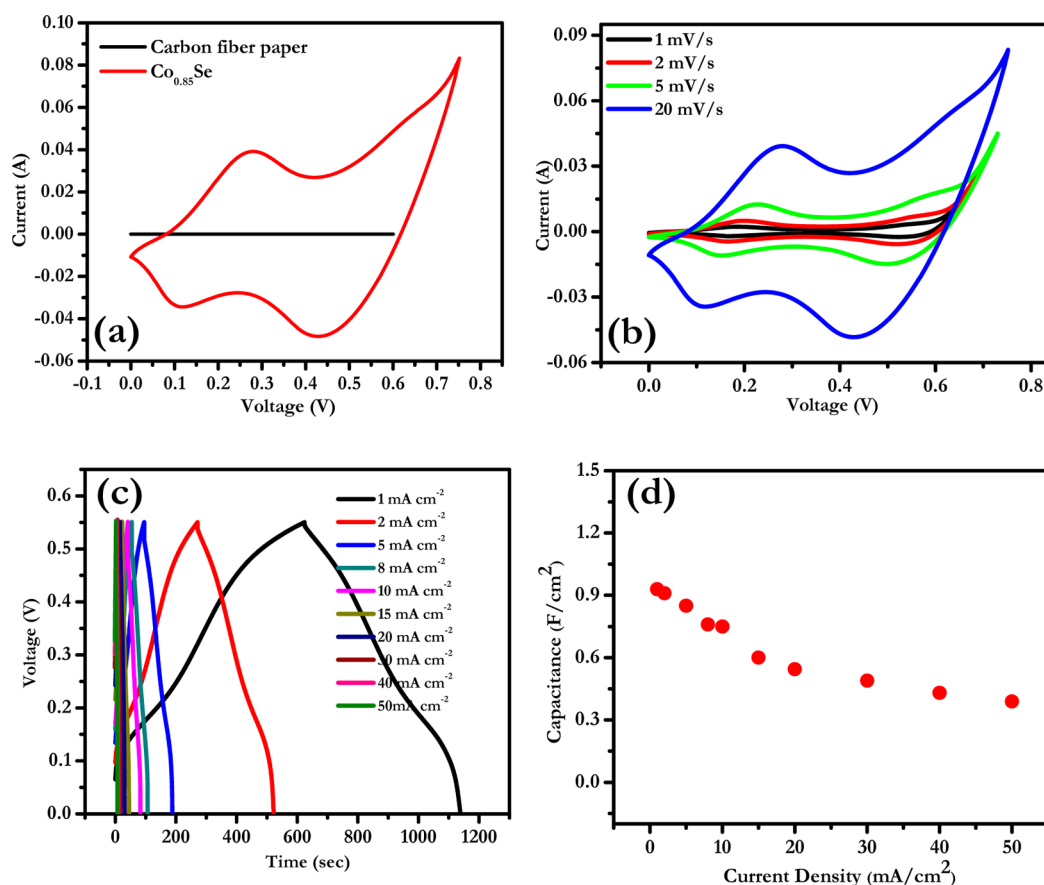 0.10
0.08
0.06
0.04
0.02
0.00
-0.02
-0.04
-0.06
Current (A)
Carbon fiber paper
Co0.85Se
(a)
-0.1 0.0 0.1 0.2 0.3 0.4 0.5 0.6 0.7 0.8
Voltage (V)
0.09
0.06
0.03
0.00
-0.03
-0.06
Current (A)
1 mV/s
2 mV/s
5 mV/s
20 mV/s
(b)
0.0 0.2 0.4 0.6 0.8
Voltage (V)
0.6
0.5
0.4
0.3
0.2
0.1
0.0
Voltage (V)
(c)
1 mA cm-2
2 mA cm-2
5 mA cm-2
8 mA cm-2
10 mA cm-2
15 mA cm-2
20 mA cm-2
30 mA cm-2
40 mA cm-2
50mA cm-2
0 200 400 600 800 1000 1200
Time (sec)
1.5
1.2
0.9
0.6
0.3
0.0
Capacitance (F/cm2)
(d)
0 10 20 30 40 50
Current Density (mA/cm2)